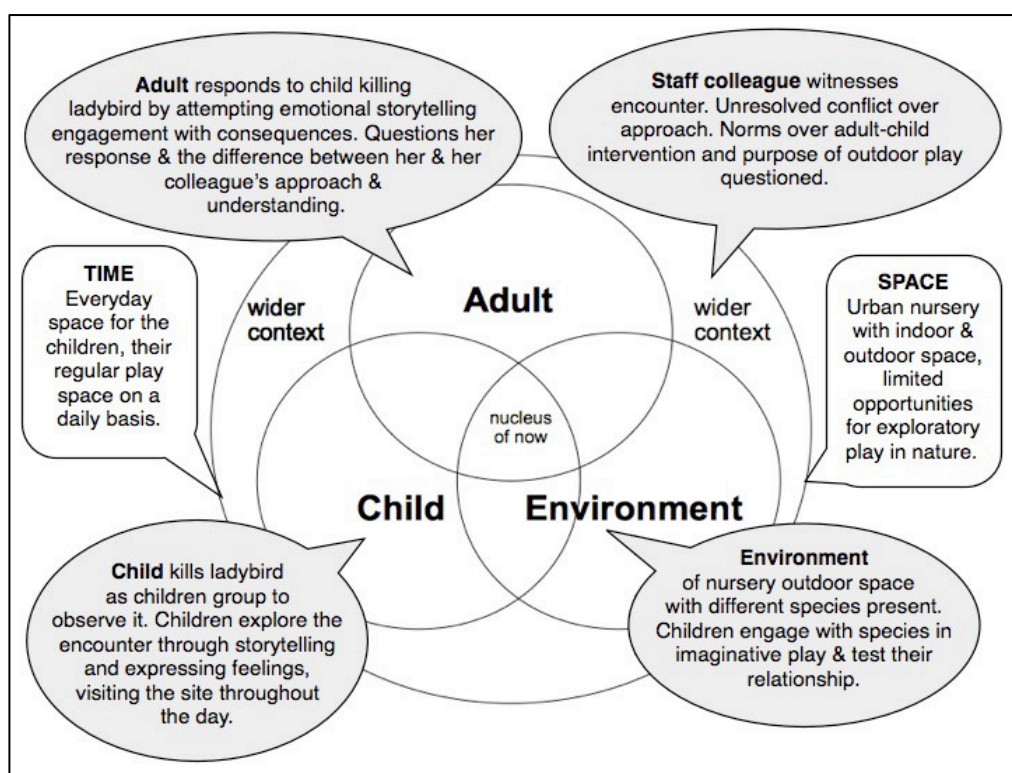 Adult responds to child killing
ladybird by attempting emotional storytelling
engagement with consequences. Questions her
response & the difference between her & her
colleague's approach &
understanding.
Staff colleague witnesses
encounter. Unresolved conflict over
approach. Norms over adult-child
intervention and purpose of outdoor play
questioned.
TIME
Everyday
space for the
children, their
regular play
space on a
daily basis.
wider
context
Adult
wider
context
SPACE
Urban nursery
with indoor &
outdoor space,
limited
opportunities
for exploratory
play in nature.
nucleus
of now
Child
Environment
Child kills ladybird
as children group to
observe it. Children explore the
encounter through storytelling
and expressing feelings,
visiting the site throughout
the day.
Environment
of nursery outdoor space
with different species present.
Children engage with species in
imaginative play & test their
relationship.